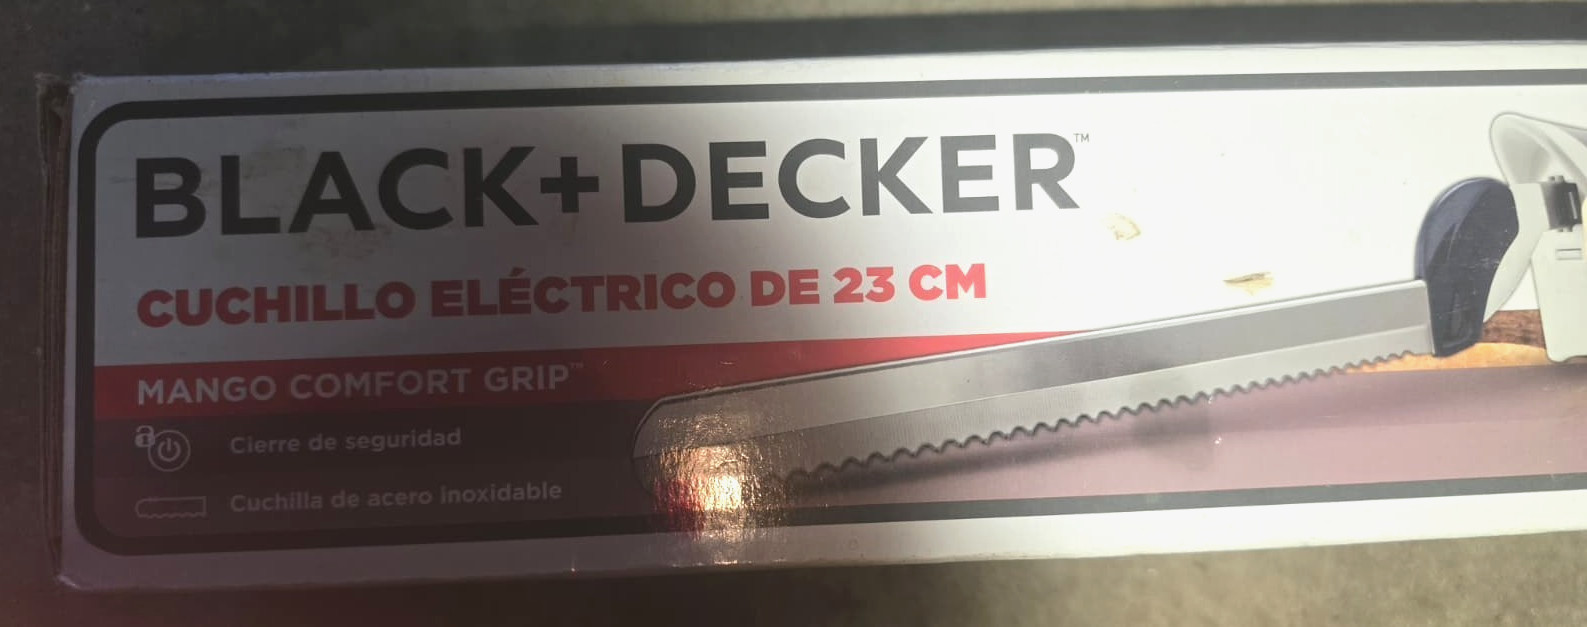 BLACK+DECKER™
CUCHILLO ELÉCTRICO DE 23 CM
MANGO COMFORT GRIP™
Cierre de seguridad
Cuchilla de acero inoxidable